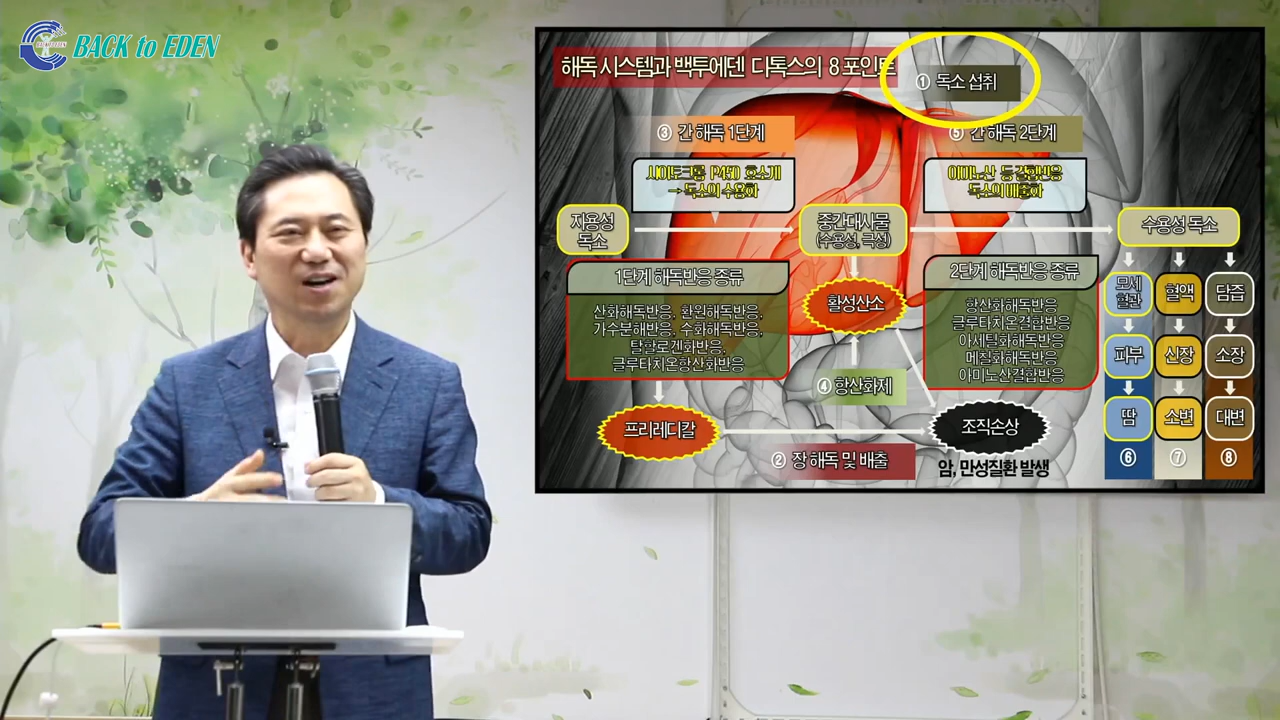 BACK to EDEN
해독 시스템과 백투에덴 디톡스의 8 포인트
① 독소 섭취
③ 간 해독 1단계
⑤ 간 해독 2단계
사이토크롬 P450 효소계
→ 독소의 수용화
아미노산 등 결합반응
독소의 배출화
지용성
독소
중간대사물
(수용성, 극성)
수용성 독소
1단계 해독반응 종류
산화해독반응, 환원해독반응,
가수분해반응, 수화해독반응,
탈할로겐화반응,
글루타치온항산화반응
활성산소
2단계 해독반응 종류
항산화해독반응
글루타치온결합반응
아세틸화해독반응
메질화해독반응
아미노산결합반응
모세
혈관
혈액
담즙
피부
신장
소장
땀
소변
대변
⑥
⑦
⑧
④ 항산화제
프리레디칼
조직손상
② 장 해독 및 배출
암, 만성질환 발생